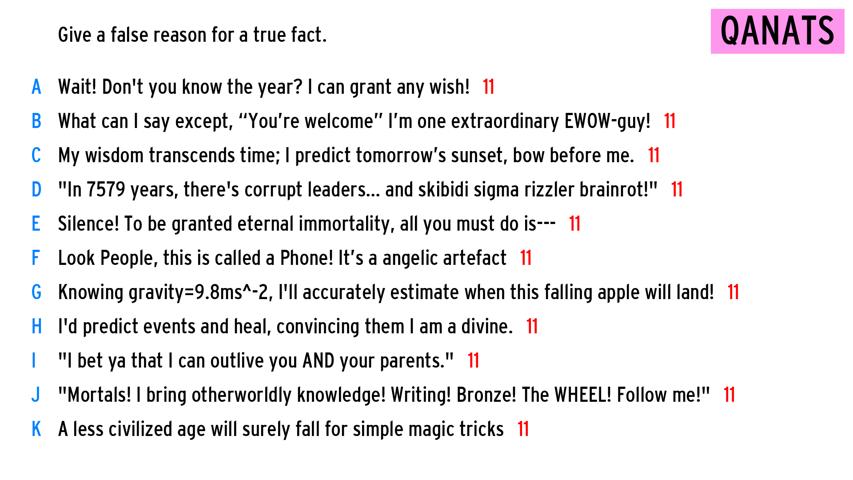 Give a false reason for a true fact.
QANATS
A Wait! Don't you know the year? I can grant any wish! 11
B What can I say except, “You’re welcome” I’m one extraordinary EWOW-guy! 11
C My wisdom transcends time; I predict tomorrow’s sunset, bow before me. 11
D "In 7579 years, there's corrupt leaders... and skibidi sigma rizzler brainrot!" 11
E Silence! To be granted eternal immortality, all you must do is--- 11
F Look People, this is called a Phone! It’s a angelic artefact 11
G Knowing gravity=9.8ms^-2, I'll accurately estimate when this falling apple will land! 11
H I'd predict events and heal, convincing them I am a divine. 11
I "I bet ya that I can outlive you AND your parents." 11
J "Mortals! I bring otherworldly knowledge! Writing! Bronze! The WHEEL! Follow me!" 11
K A less civilized age will surely fall for simple magic tricks 11